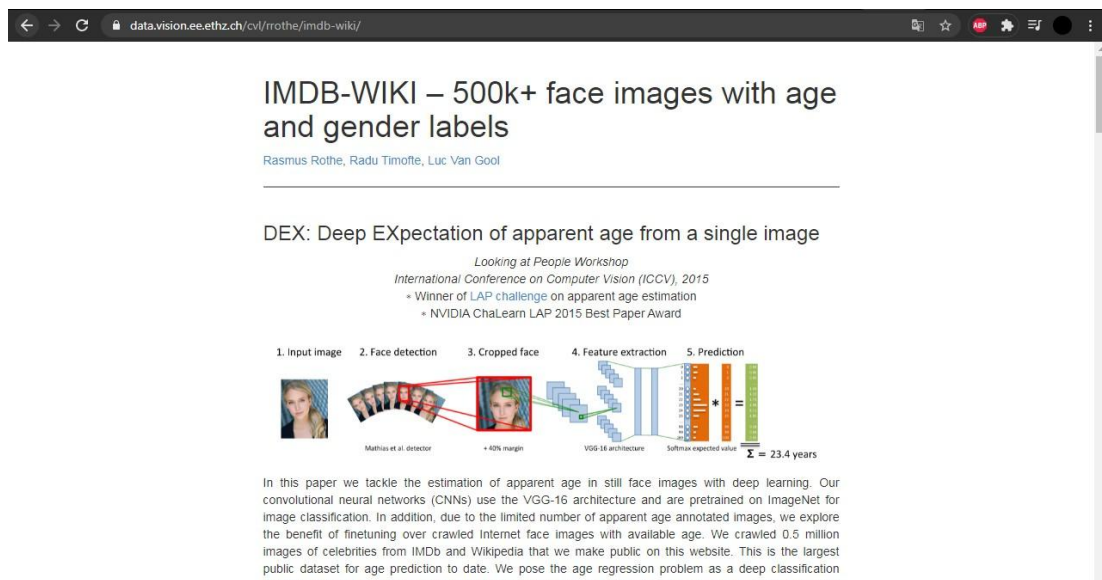 data.vision.ee.ethz.ch/cvl/rrothe/imdb-wiki/
ABP
IMDB-WIKI – 500k+ face images with age
and gender labels
Rasmus Rothe, Radu Timofte, Luc Van Gool
DEX: Deep EXpectation of apparent age from a single image
Looking at People Workshop
International Conference on Computer Vision (ICCV), 2015
* Winner of LAP challenge on apparent age estimation
* NVIDIA ChaLearn LAP 2015 Best Paper Award
1. Input image 2. Face detection 3. Cropped face 4. Feature extraction 5. Prediction
* =
Mathias et al. detector + 40% margin VGG-16 architecture Softmax expected value
Σ = 23.4 years
In this paper we tackle the estimation of apparent age in still face images with deep learning. Our
convolutional neural networks (CNNs) use the VGG-16 architecture and are pretrained on ImageNet for
image classification. In addition, due to the limited number of apparent age annotated images, we explore
the benefit of finetuning over crawled Internet face images with available age. We crawled 0.5 million
images of celebrities from IMDb and Wikipedia that we make public on this website. This is the largest
public dataset for age prediction to date. We pose the age regression problem as a deep classification